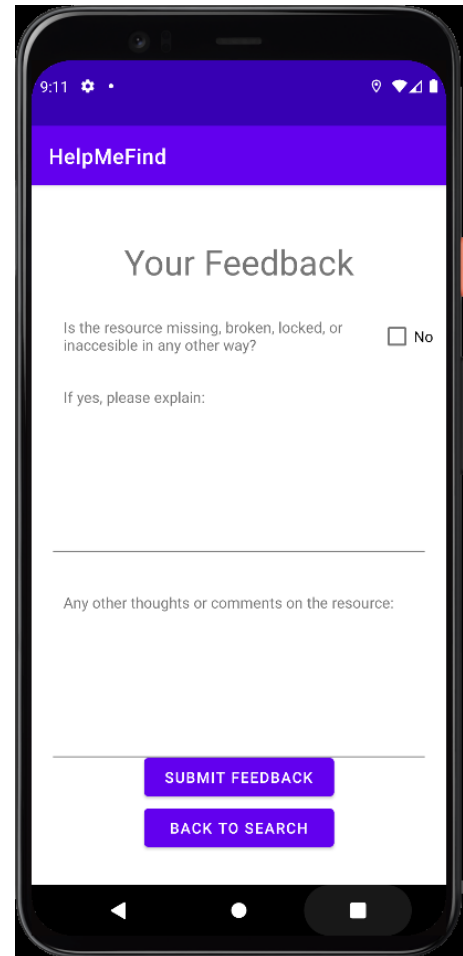 9:11
HelpMeFind
Your Feedback
Is the resource missing, broken, locked, or
inaccesible in any other way?
No
If yes, please explain:
Any other thoughts or comments on the resource:
SUBMIT FEEDBACK
BACK TO SEARCH